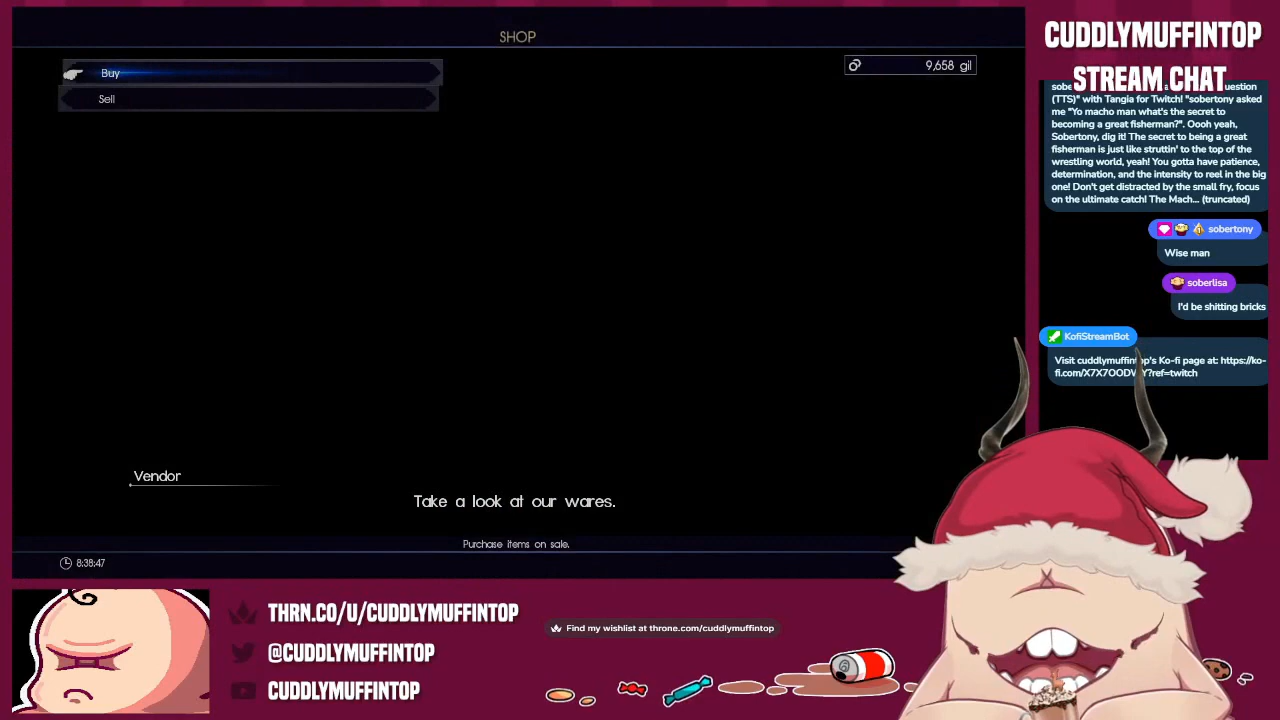 SHOP
Buy
Sell
9,658 gil
Vendor
Take a look at our wares.
Purchase items on sale.
8:38:47
CUDDLYMUFFINTOP
STREAM CHAT
(TTS)" with Tangia for Twitch! "sobertony asked
me "Yo macho man what's the secret to
becoming a great fisherman?". Oooh yeah,
Sobertony, dig it! The secret to being a great
fisherman is just like struttin' to the top of the
wrestling world, yeah! You gotta have patience,
determination, and the intensity to reel in the big
one! Don't get distracted by the small fry, focus
on the ultimate catch! The Mach... (truncated)
sobertony
Wise man
soberlisa
I'd be shitting bricks
KofiStreamBot
Visit cuddlymuffintop's Ko-fi page at: https://ko-
THRN.CO/U/CUDDLYMUFFINTOP
@CUDDLYMUFFINTOP
CUDDLYMUFFINTOP
Find my wishlist at throne.com/cuddlymuffintop